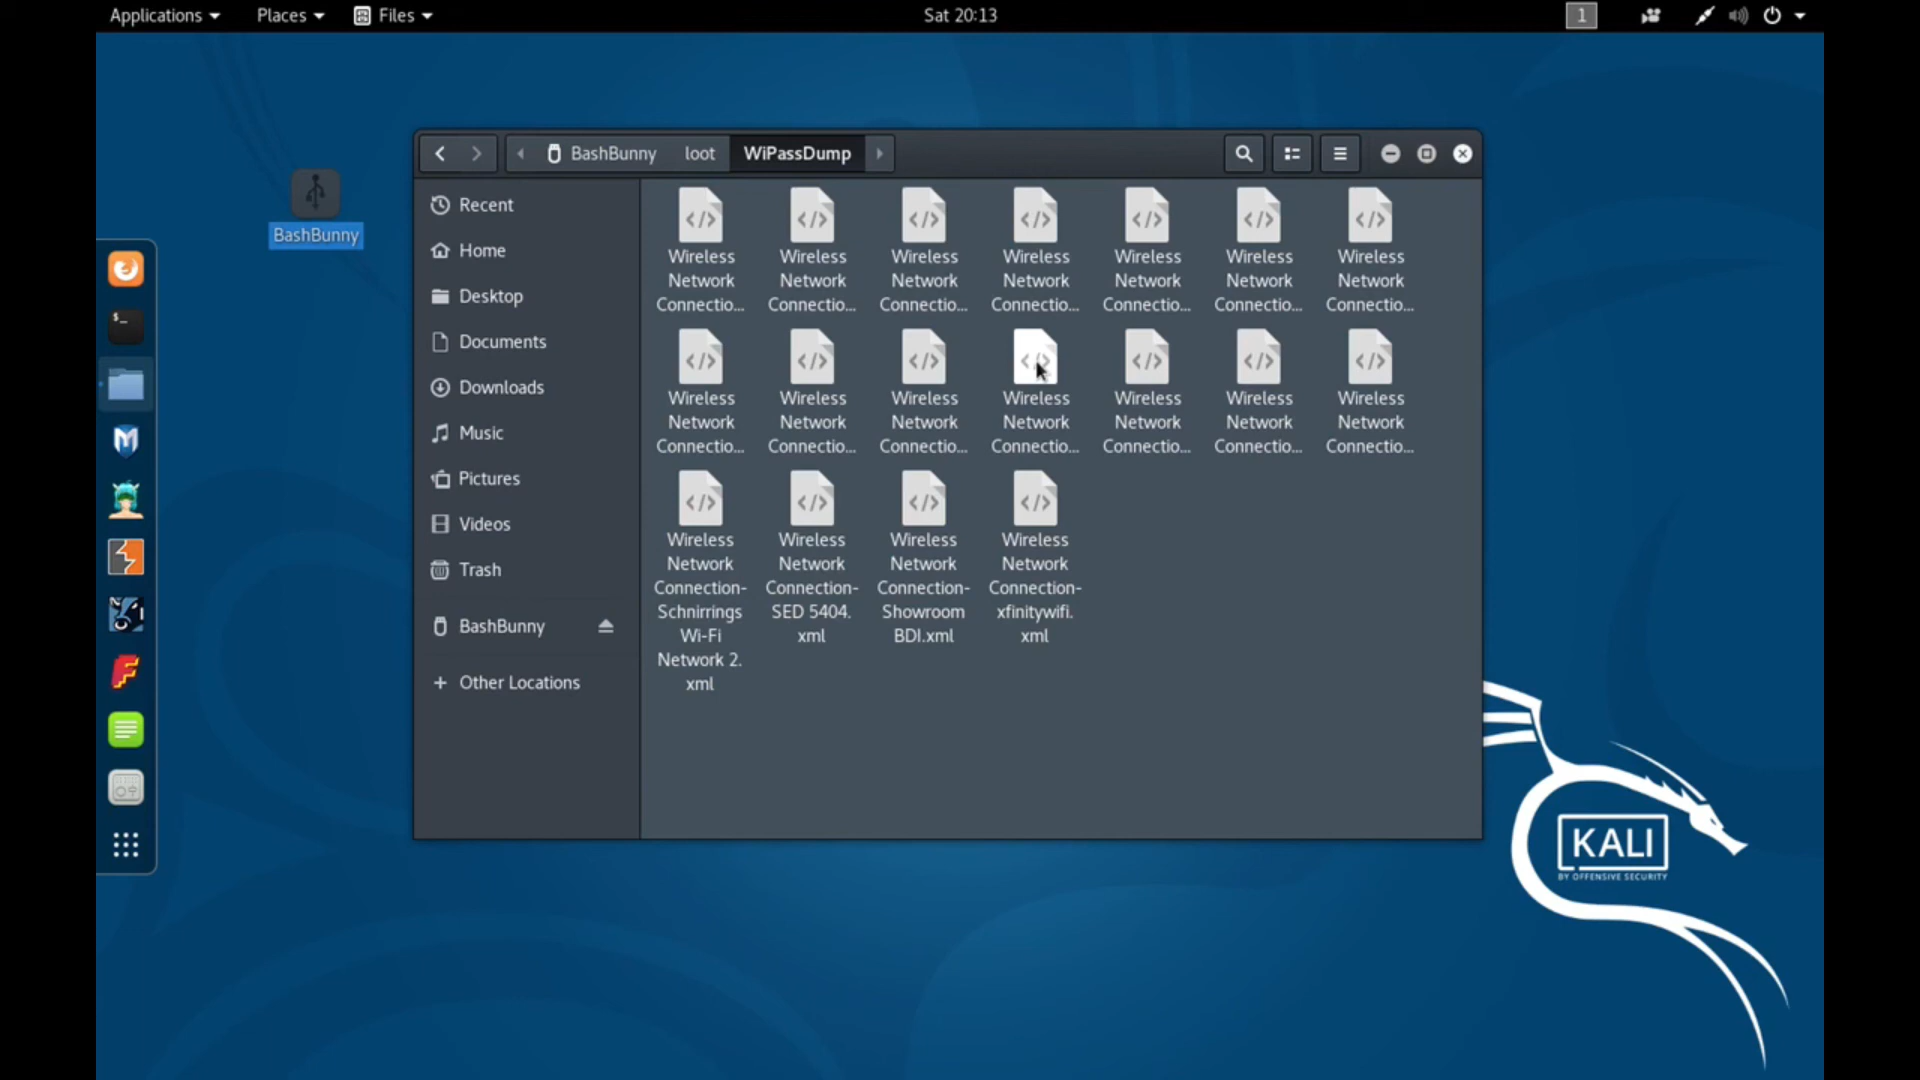 Applications
Places
Files
Sat 20:13
1
BashBunny
loot
WiPassDump
BashBunny
Recent
Home
Desktop
Documents
Downloads
Music
Pictures
Videos
Trash
BashBunny
Other Locations
Wireless
Network
Connectio...
Wireless
Network
Connectio...
Wireless
Network
Connectio...
Wireless
Network
Connectio...
Wireless
Network
Connectio...
Wireless
Network
Connectio...
Wireless
Network
Connectio...
Wireless
Network
Connectio...
Wireless
Network
Connectio...
Wireless
Network
Connectio...
Wireless
Network
Connectio...
Wireless
Network
Connectio...
Wireless
Network
Connectio...
Wireless
Network
Connectio...
Wireless
Network
Connection-
Schnirrings
Wi-Fi
Network 2.
xml
Wireless
Network
Connection-
SED 5404.
xml
Wireless
Network
Connection-
Showroom
BDI.xml
Wireless
Network
Connection-
xfinitywifi.
xml
KALI
BY OFFENSIVE SECURITY